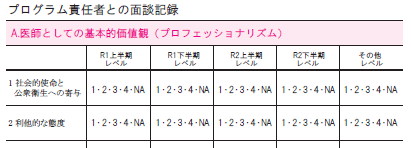 プログラム責任者との面談記録
A.医師としての基本的価値観（プロフェッショナリズム）
R1上半期 R1下半期 R2上半期 R2下半期 その他
レベル レベル レベル レベル レベル
1 社会的使命と
公衆衛生への寄与 1・2・3・4・NA 1・2・3・4・NA 1・2・3・4・NA 1・2・3・4・NA 1・2・3・4・NA
2 利他的な態度 1・2・3・4・NA 1・2・3・4・NA 1・2・3・4・NA 1・2・3・4・NA 1・2・3・4・NA